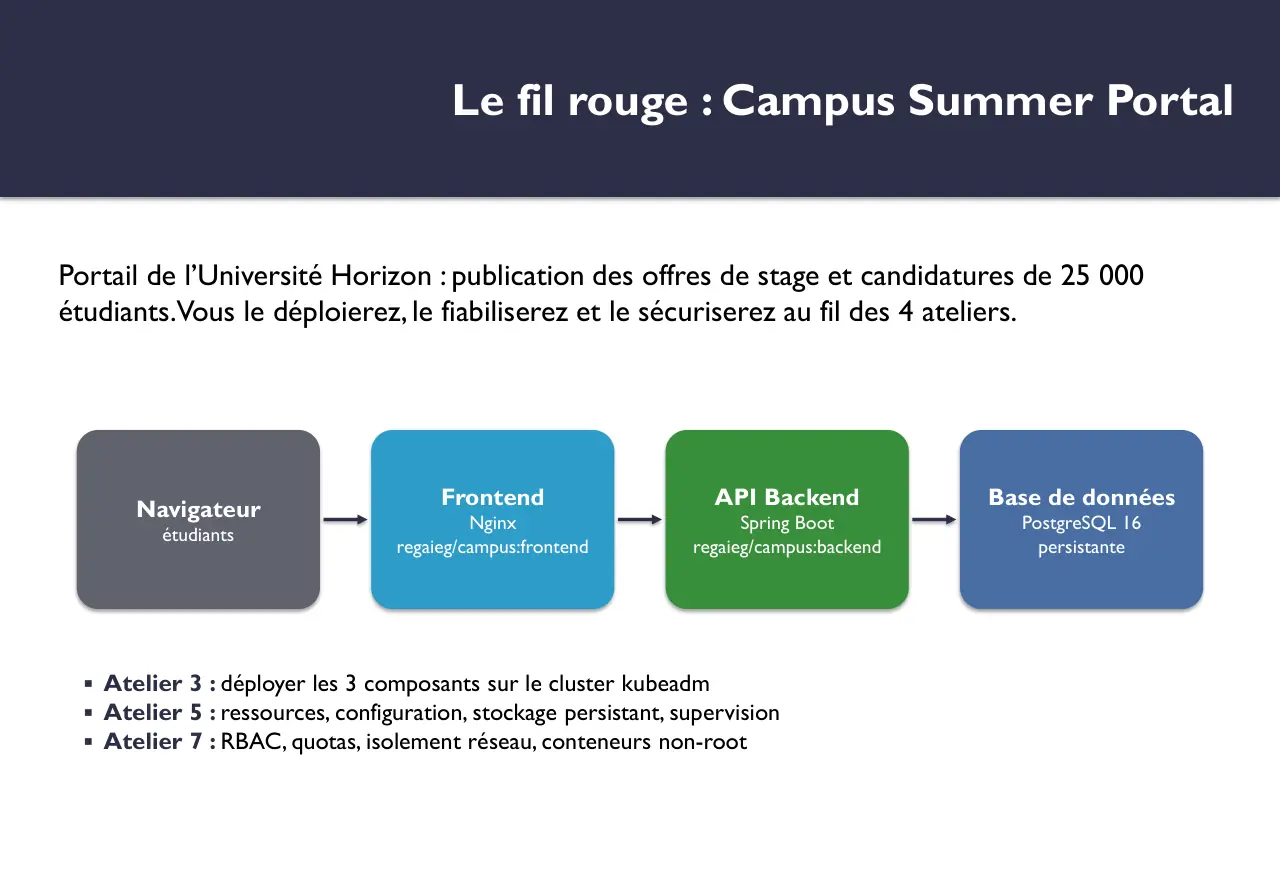 Le fil rouge : Campus Summer Portal
Portail de l’Université Horizon : publication des offres de stage et candidatures de 25 000
étudiants. Vous le déploierez, le fiabiliserez et le sécuriserez au fil des 4 ateliers.
Navigateur
étudiants
Frontend
Nginx
regaieg/campus:frontend
API Backend
Spring Boot
regaieg/campus:backend
Base de données
PostgreSQL 16
persistante
▪ Atelier 3 : déployer les 3 composants sur le cluster kubeadm
▪ Atelier 5 : ressources, configuration, stockage persistant, supervision
▪ Atelier 7 : RBAC, quotas, isolement réseau, conteneurs non-root